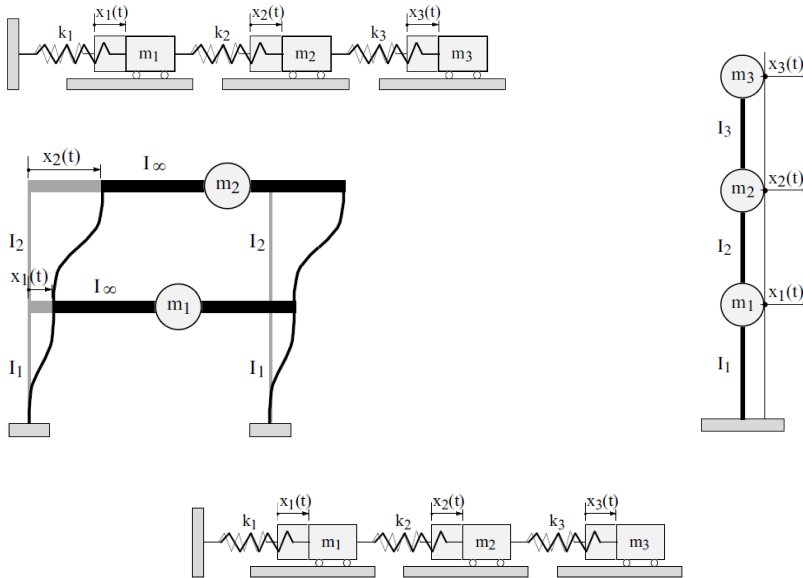 x₁(t) x₂(t) x₃(t)
k₁ k₂ k₃
m₁ m₂ m₃
x₂(t) I∞
m₂
I₂ I₂
x₁(t) I∞
m₁
I₁ I₁
m₃ x₃(t)
I₃
m₂ x₂(t)
I₂
m₁ x₁(t)
I₁
x₁(t) x₂(t) x₃(t)
k₁ k₂ k₃
m₁ m₂ m₃